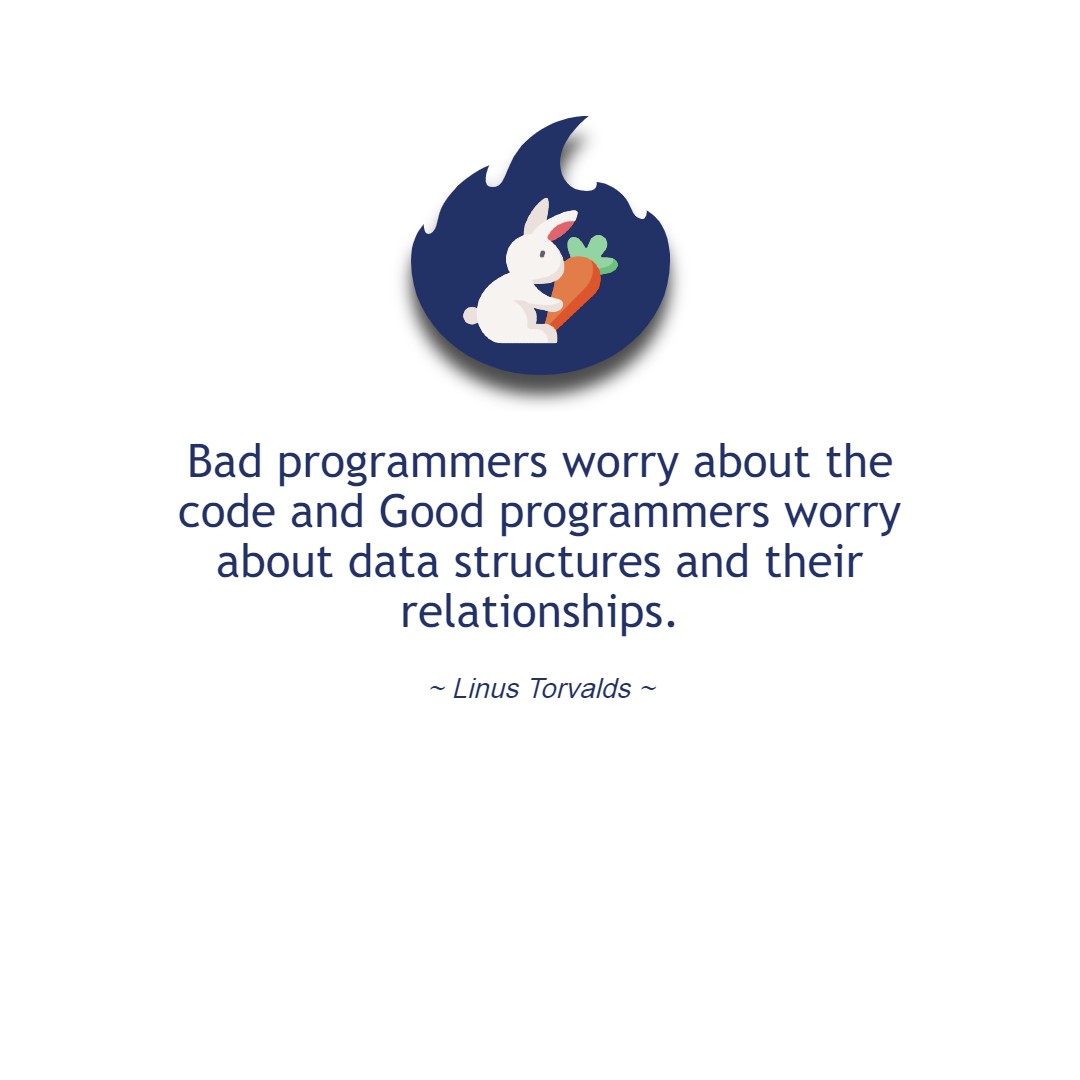 Bad programmers worry about the
code and Good programmers worry
about data structures and their
relationships.
~ Linus Torvalds ~